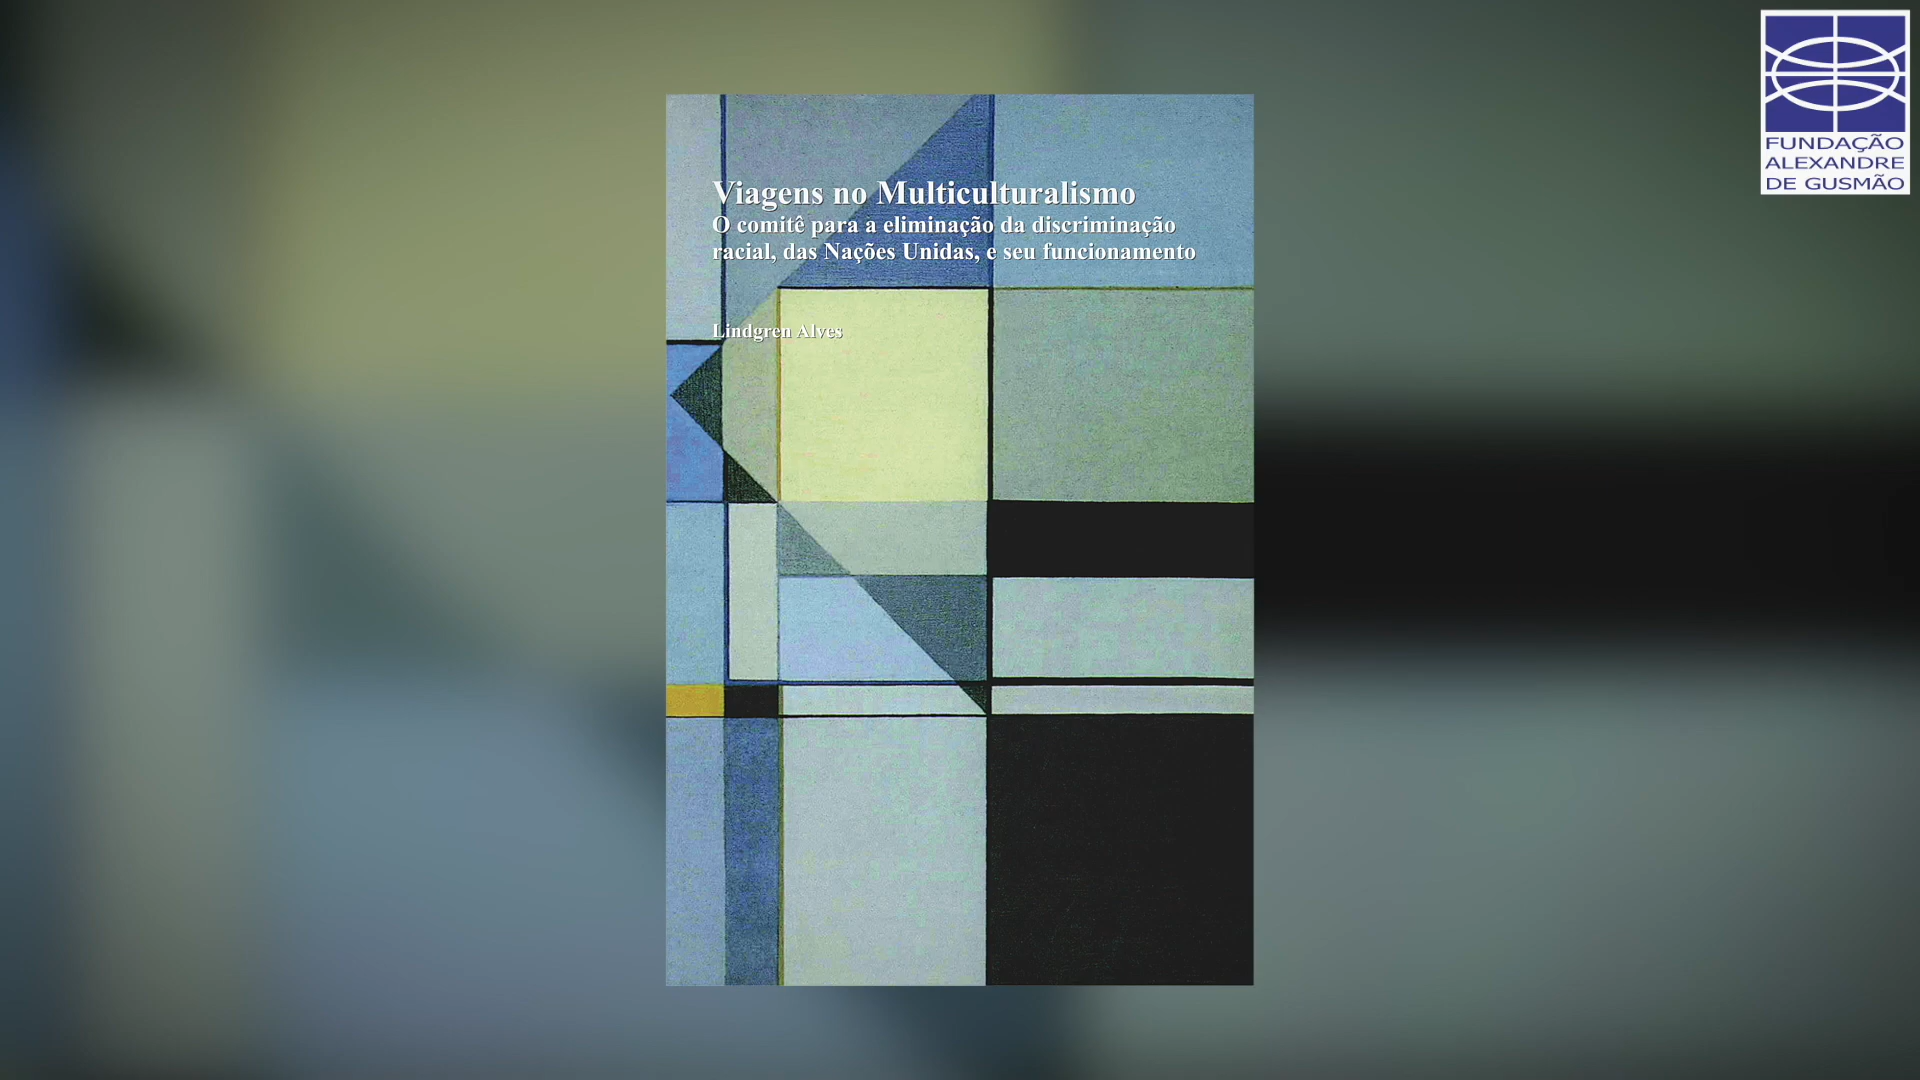 Viagens no Multiculturalismo
O comitê para a eliminação da discriminação
racial, das Nações Unidas, e seu funcionamento
Lindgren Alves
FUNDAÇÃO
ALEXANDRE
DE GUSMÃO